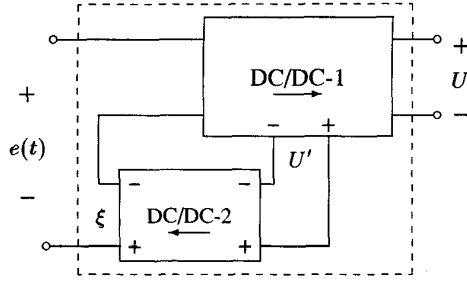 + DC/DC-1 + U
→
− + −
+ e(t) −
U'
− −
ξ DC/DC-2
←
+ +